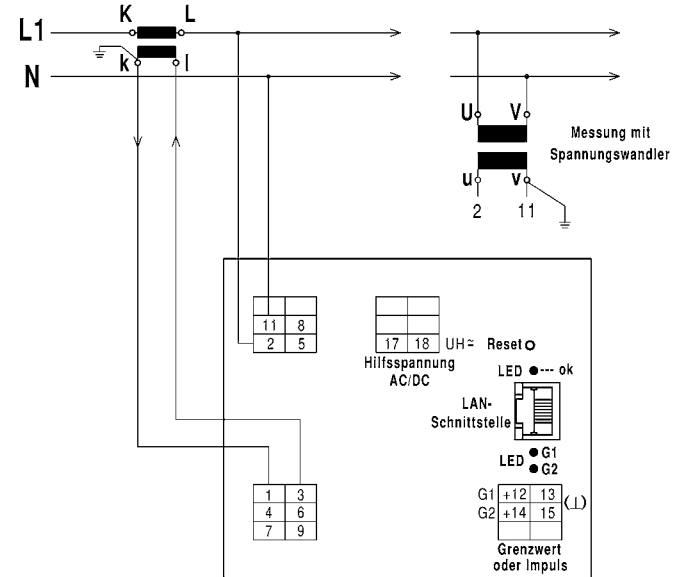 K L
L1
k l
N
U V
Messung mit
Spannungswandler
u v
2 11
11 8
2 5
17 18 UH≂ Reset
Hilfsspannung
AC/DC
LED --- ok
LAN-
Schnittstelle
LED G1
G2
1 3
4 6
7 9
G1 +12 13 (⊥)
G2 +14 15
Grenzwert
oder Impuls